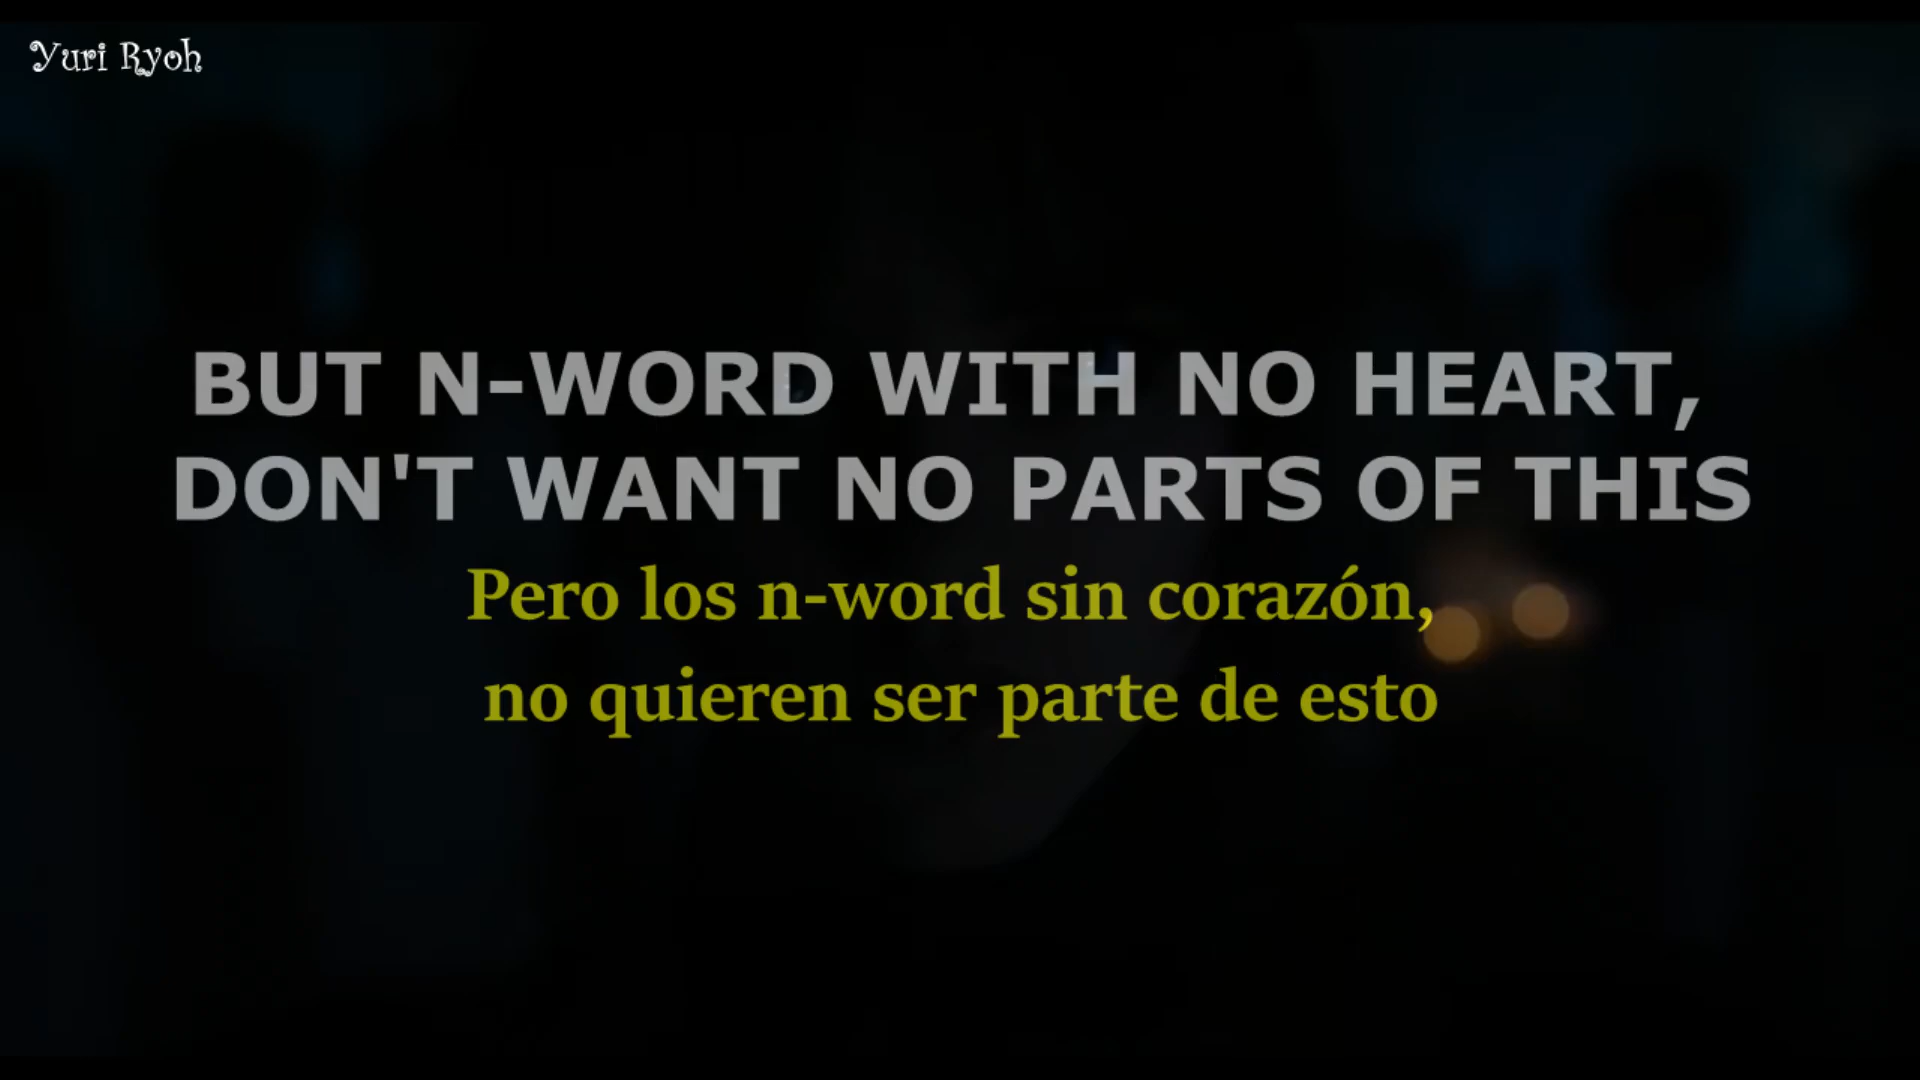 Yuri Ryoh
BUT N-WORD WITH NO HEART,
DON'T WANT NO PARTS OF THIS
Pero los n-word sin corazón,
no quieren ser parte de esto